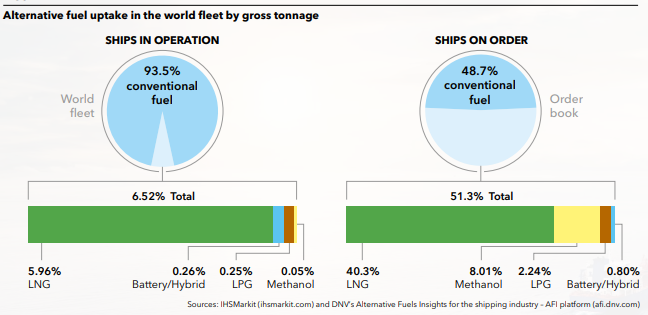 Alternative fuel uptake in the world fleet by gross tonnage
SHIPS IN OPERATION
93.5%
conventional
fuel
World
fleet
6.52% Total
5.96%
LNG
0.26%
Battery/Hybrid
0.25%
LPG
0.05%
Methanol
SHIPS ON ORDER
48.7%
conventional
fuel
Order
book
51.3% Total
40.3%
LNG
8.01%
Methanol
2.24%
LPG
0.80%
Battery/Hybrid
Sources: IHSMarkit (ihsmarkit.com) and DNV's Alternative Fuels Insights for the shipping industry – AFI platform (afi.dnv.com)